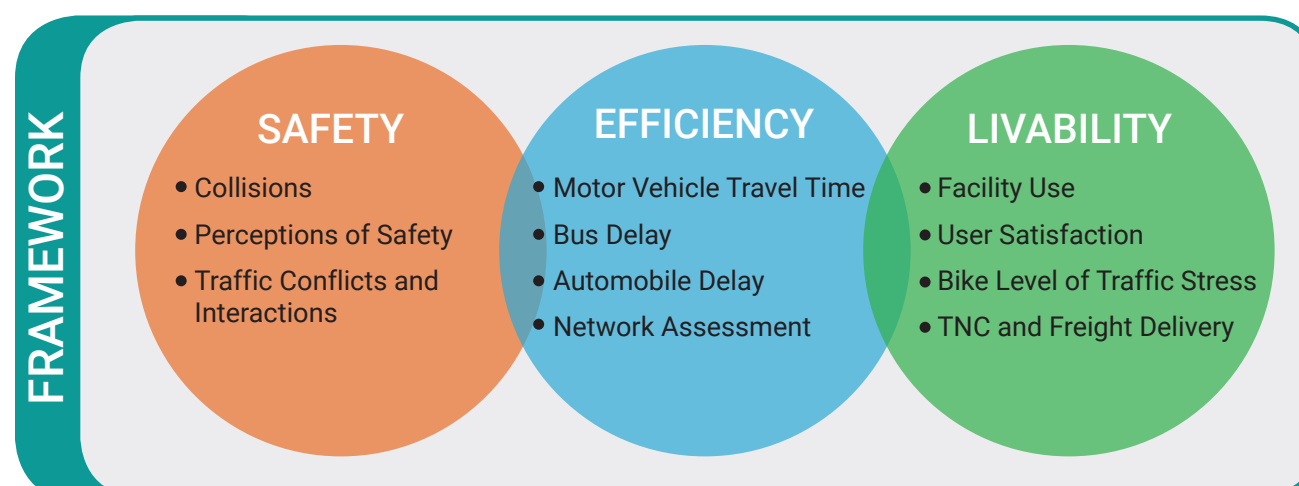 FRAMEWORK
SAFETY
• Collisions
• Perceptions of Safety
• Traffic Conflicts and
Interactions
EFFICIENCY
• Motor Vehicle Travel Time
• Bus Delay
• Automobile Delay
• Network Assessment
LIVABILITY
• Facility Use
• User Satisfaction
• Bike Level of Traffic Stress
• TNC and Freight Delivery